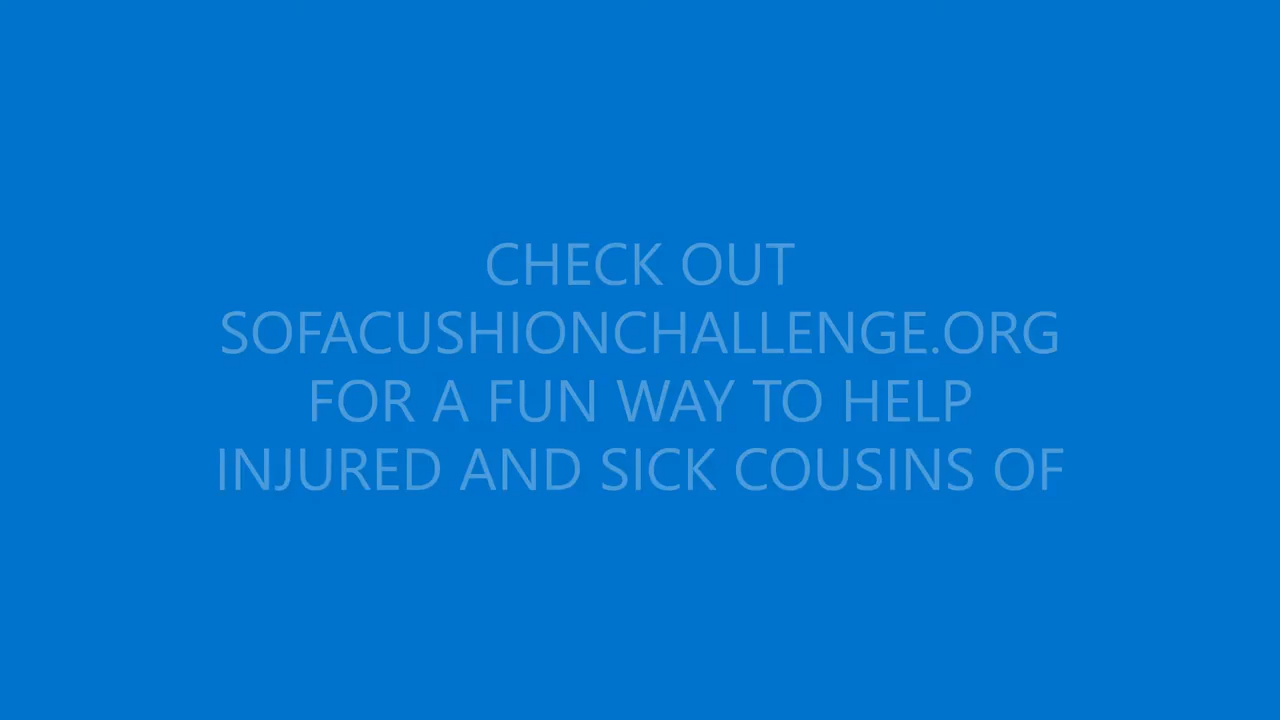 CHECK OUT
SOFACUSHIONCHALLENGE.ORG
FOR A FUN WAY TO HELP
INJURED AND SICK COUSINS OF